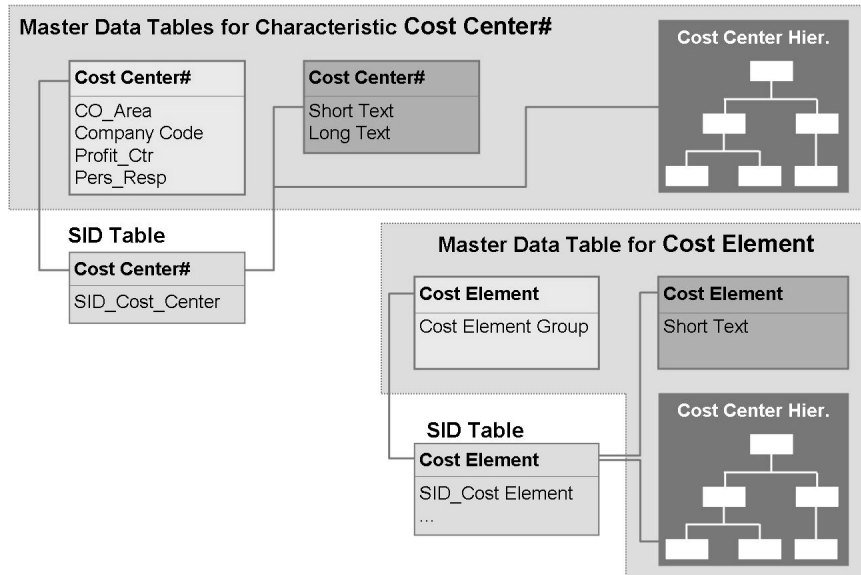 Master Data Tables for Characteristic Cost Center#
Cost Center#
CO_Area
Company Code
Profit_Ctr
Pers_Resp
Cost Center#
Short Text
Long Text
Cost Center Hier.
SID Table
Cost Center#
SID_Cost_Center
Master Data Table for Cost Element
Cost Element
Cost Element Group
Cost Element
Short Text
SID Table
Cost Element
SID_Cost Element
...
Cost Center Hier.